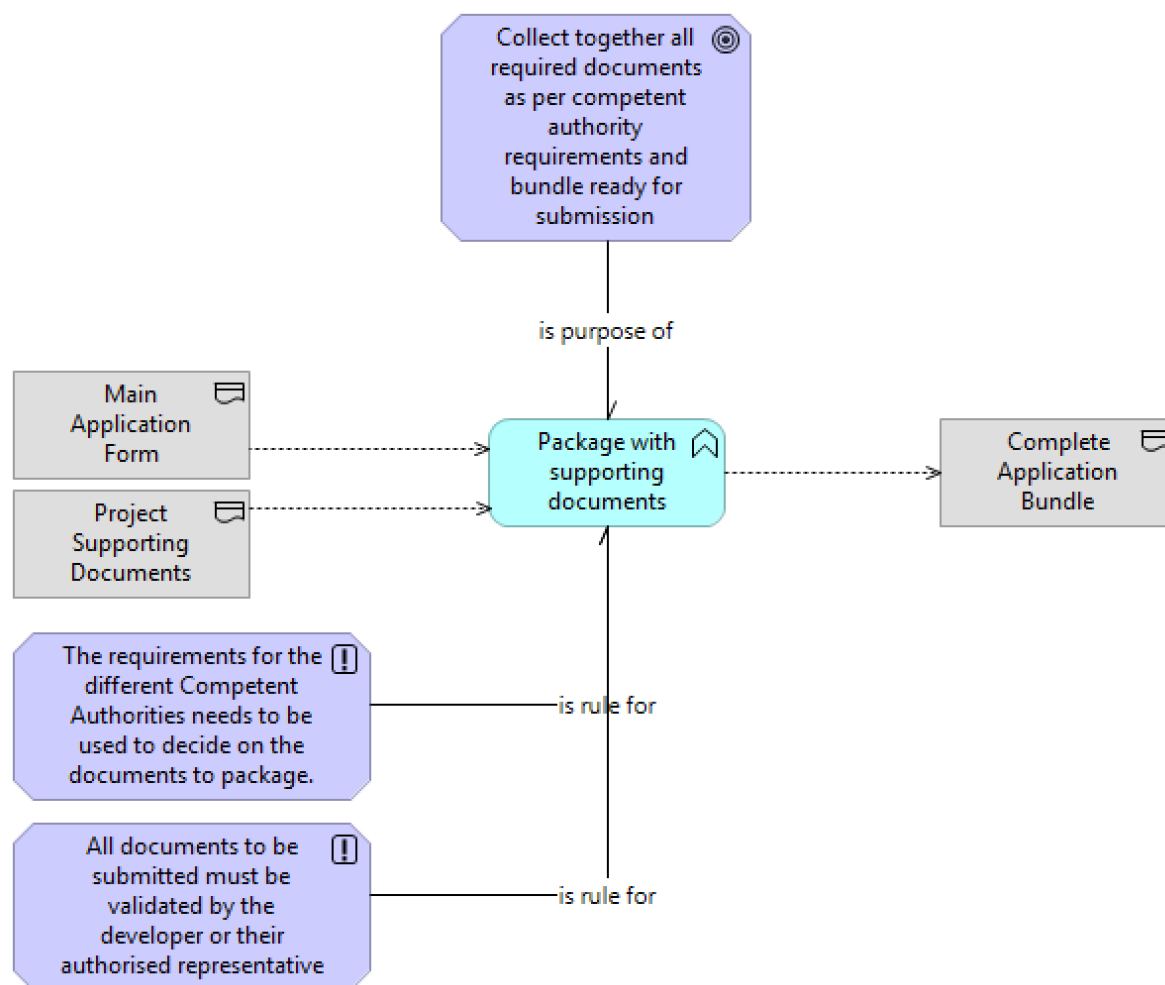 Collect together all
required documents
as per competent
authority
requirements and
bundle ready for
submission
is purpose of
Main
Application
Form
Package with
supporting
documents
Complete
Application
Bundle
Project
Supporting
Documents
The requirements for the
different Competent
Authorities needs to be
used to decide on the
documents to package.
is rule for
All documents to be
submitted must be
validated by the
developer or their
authorised representative
is rule for